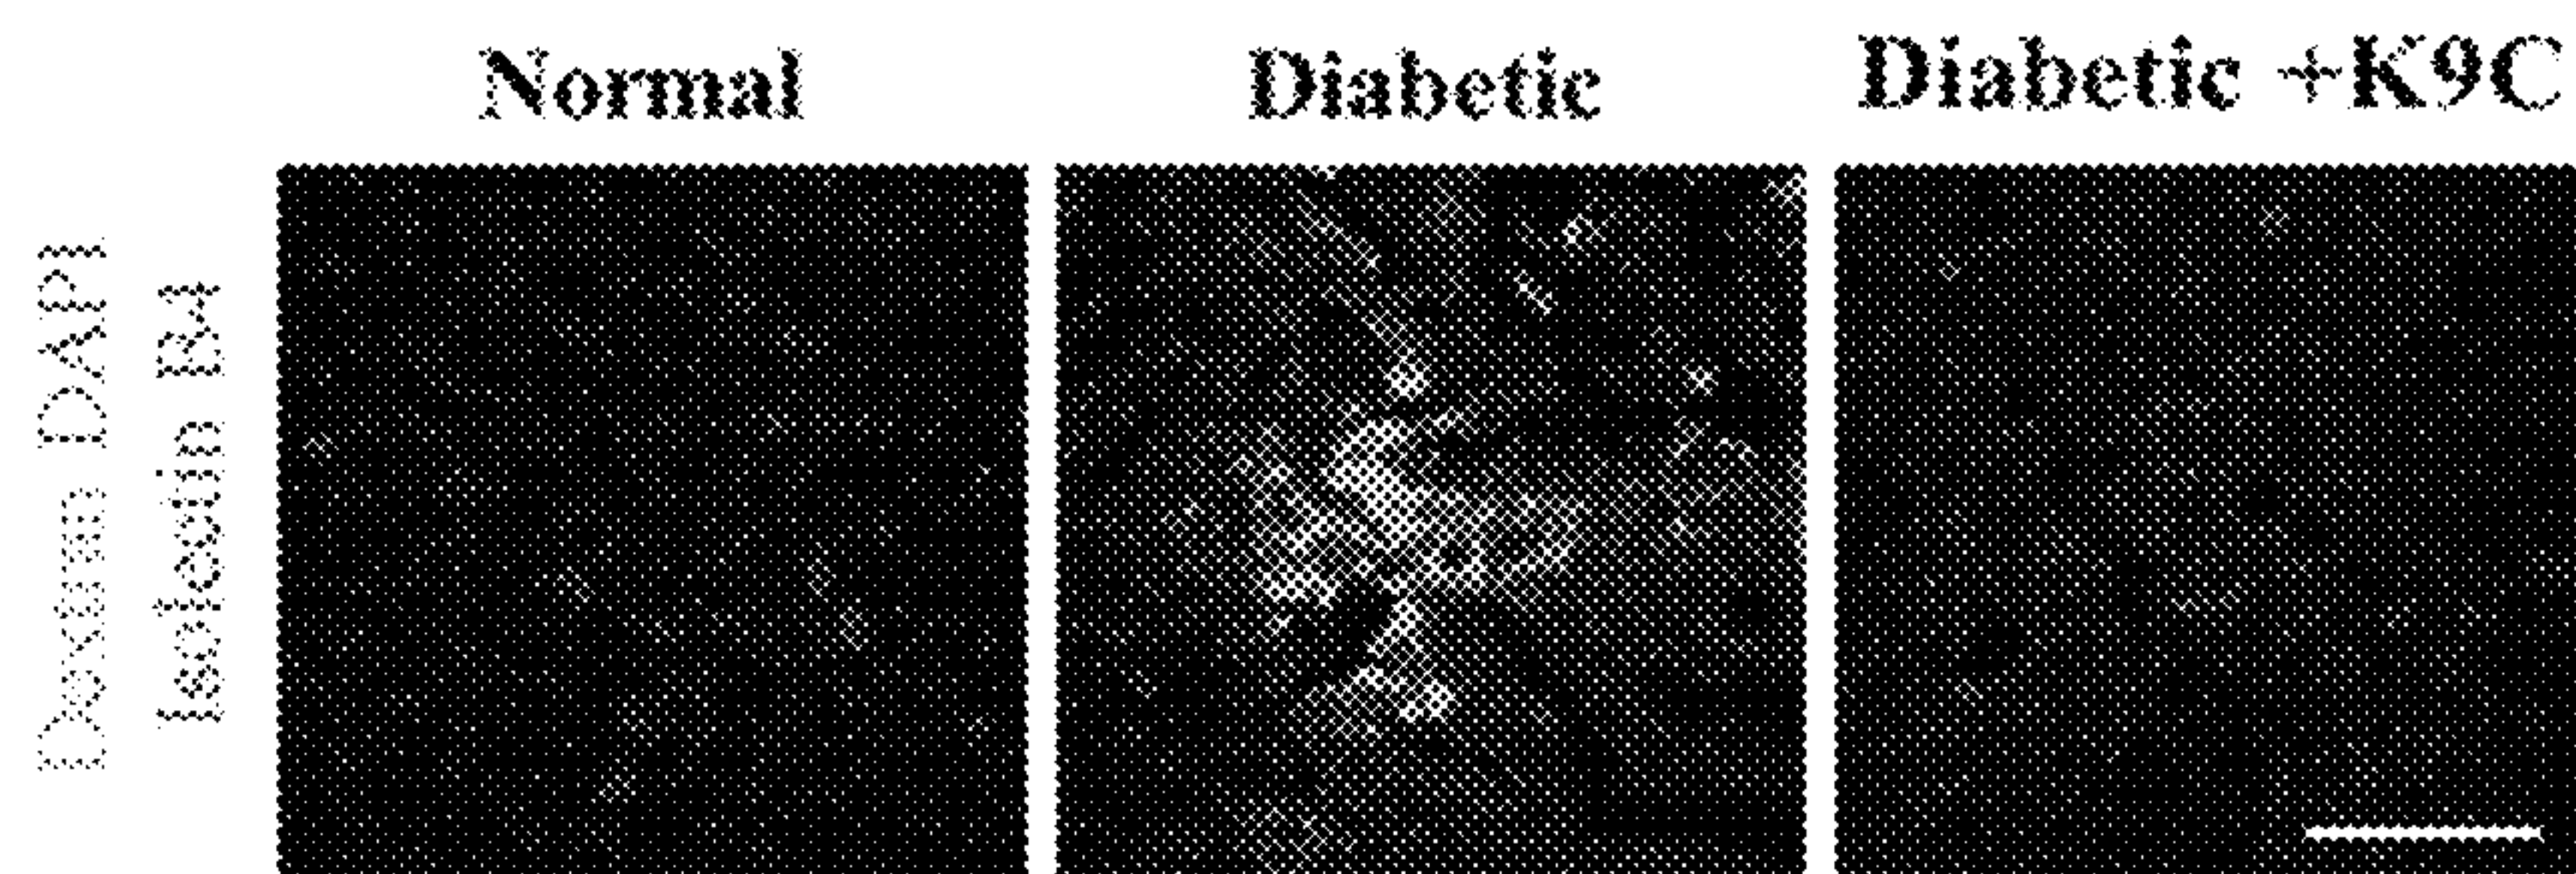 Normal
Diabetic
Diabetic +K9C
Dextran DAPI
Isolectin B4